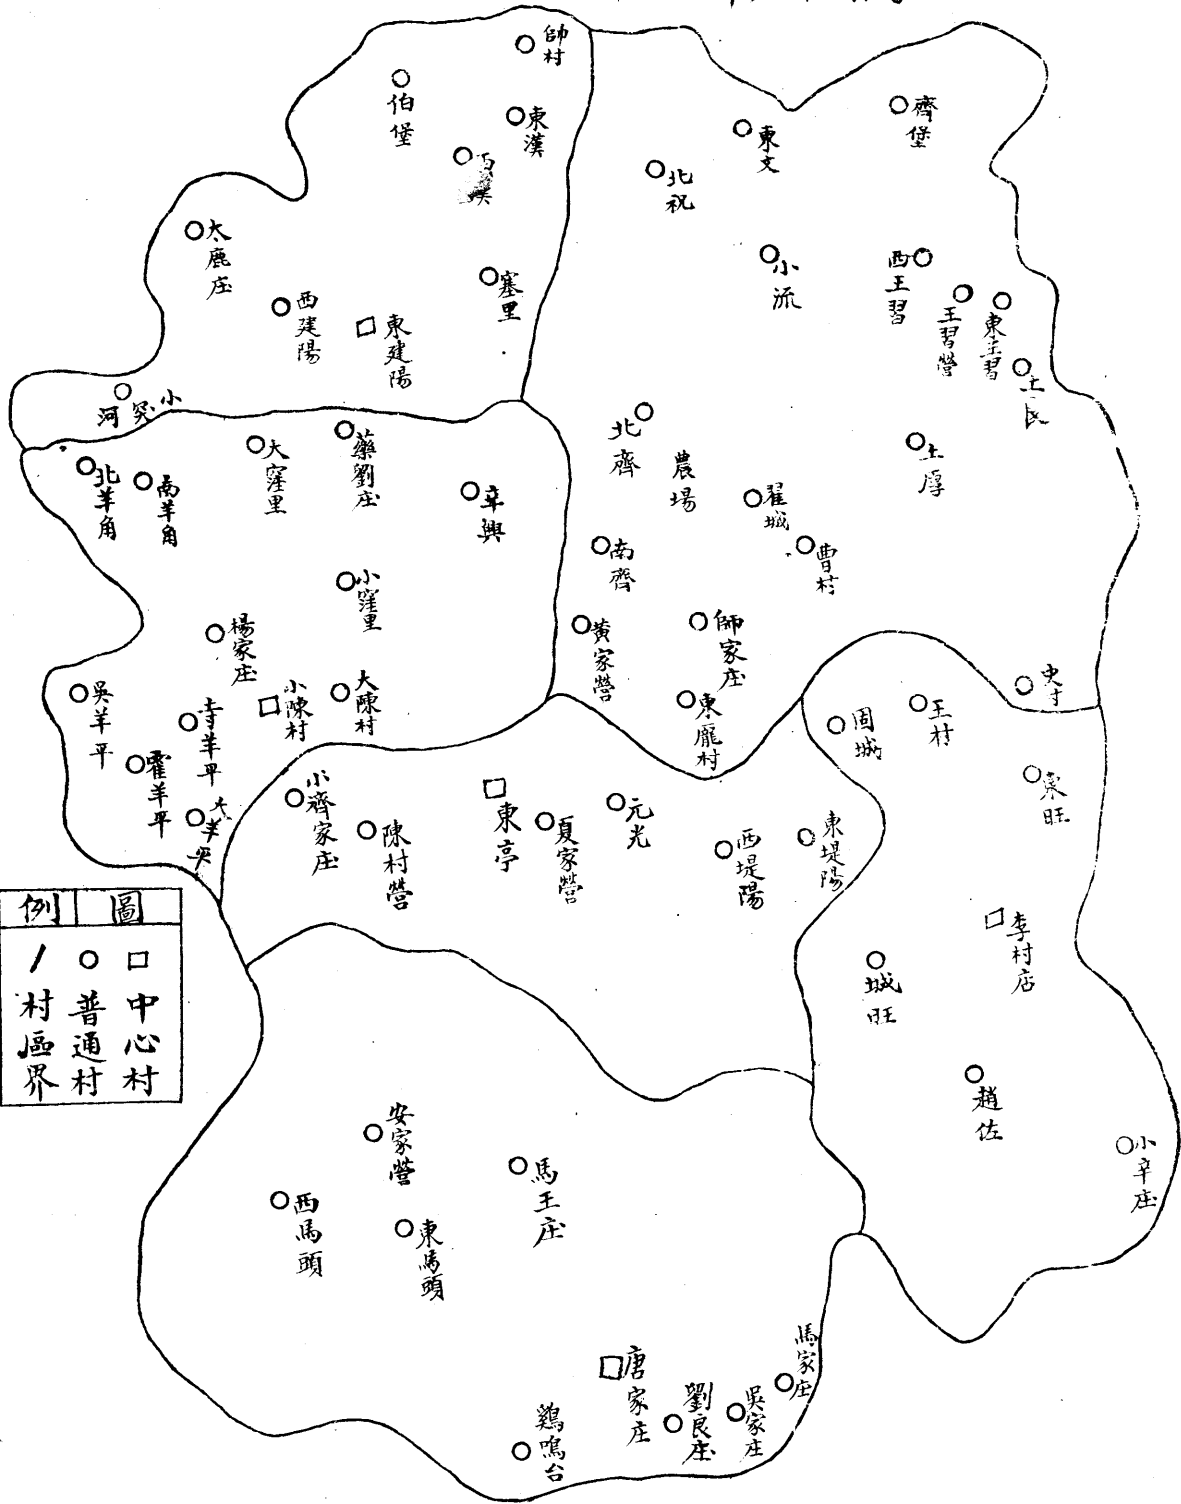 帥村
伯堡
東漢
齊堡
東文
北祝
太鹿庄
小流
西王習
塞里
西建陽
東建陽
王習營
東王習
小窑河
北齊
農場
大窪里
藥劉庄
北羊角
南羊角
辛興
翟城
曹村
南齊
小窪里
楊家庄
黃家營
師家庄
東龐村
吳羊平
寺羊平
霍羊平
小陳村
大陳村
固城
王村
東旺
小齊家庄
陳村營
東亭
夏家營
元光
西堤陽
東堤陽
李村店
城旺
趙佐
小辛庄
安家營
馬王庄
西馬頭
東馬頭
唐家庄
劉良庄
吳家庄
馬家庄
鷄鳴台
圖例
□中心村
○普通村
/村區界